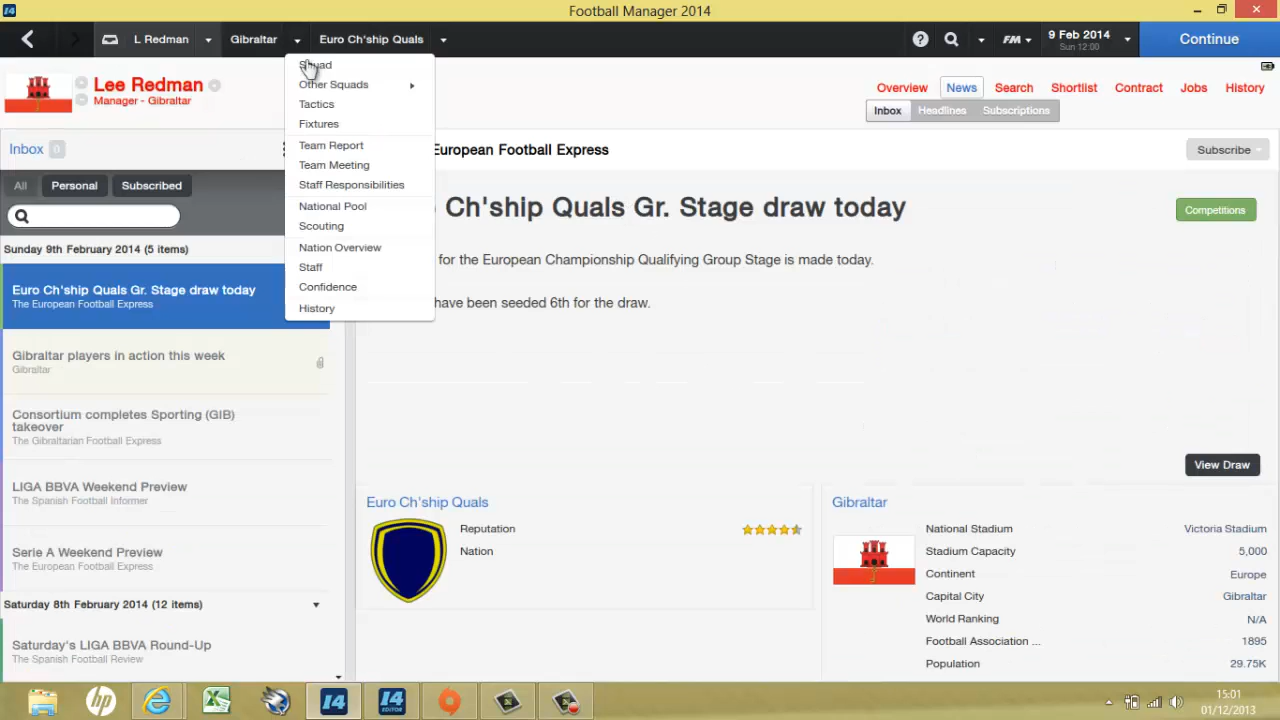 Football Manager 2014
L Redman
Gibraltar
Euro Ch'ship Quals
FM
9 Feb 2014
Sun 12:00
Continue
Lee Redman
Manager - Gibraltar
Overview
News
Search
Shortlist
Contract
Jobs
History
Inbox
Headlines
Subscriptions
Squad
Other Squads
Tactics
Fixtures
Team Report
Team Meeting
Staff Responsibilities
National Pool
Scouting
Nation Overview
Staff
Confidence
History
Inbox 0
All
Personal
Subscribed
Sunday 9th February 2014 (5 items)
Euro Ch'ship Quals Gr. Stage draw today
The European Football Express
Gibraltar players in action this week
Gibraltar
Consortium completes Sporting (GIB)
takeover
The Gibraltarian Football Express
LIGA BBVA Weekend Preview
The Spanish Football Informer
Serie A Weekend Preview
The European Football Express
Saturday 8th February 2014 (12 items)
Saturday's LIGA BBVA Round-Up
The Spanish Football Review
European Football Express
Subscribe
Ch'ship Quals Gr. Stage draw today
Competitions
for the European Championship Qualifying Group Stage is made today.
have been seeded 6th for the draw.
View Draw
Euro Ch'ship Quals
Reputation
Nation
Gibraltar
National Stadium Victoria Stadium
Stadium Capacity 5,000
Continent Europe
Capital City Gibraltar
World Ranking N/A
Football Association ... 1895
Population 29.75K
hp
14
14
EDITOR
15:01
01/12/2013